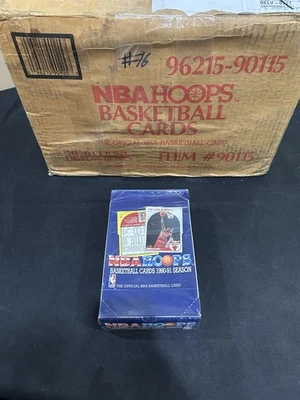 #76
96215-90115
NBA HOOPS
BASKETBALL
CARDS
THE OFFICIAL NBA BASKETBALL CARD
ITEM #90115
NBA HOOPS
BASKETBALL CARDS 1990-91 SEASON
THE OFFICIAL NBA BASKETBALL CARD
NBA HOOPS